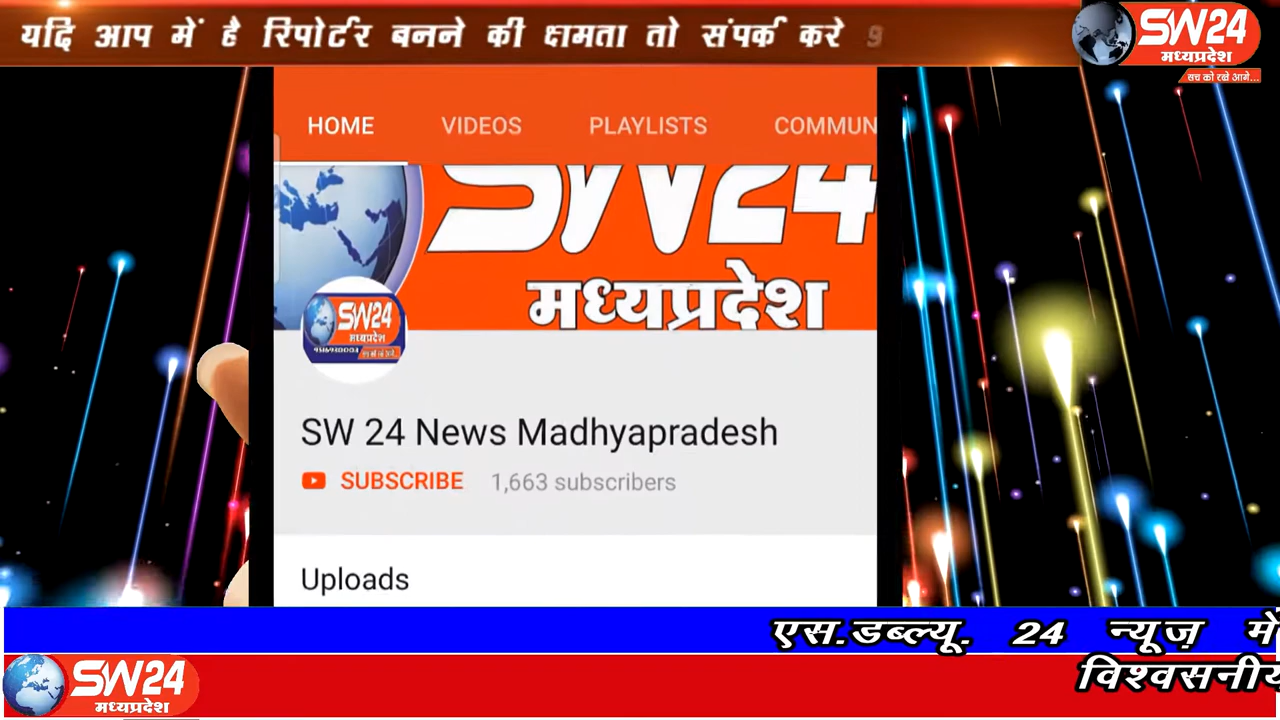 यदि आप में है रिपोर्टर बनने की क्षमता तो संपर्क करे 9
SW24
मध्यप्रदेश
सच को रखे आगे...
HOME VIDEOS PLAYLISTS COMMUN
SW24
मध्यप्रदेश
SW24
मध्यप्रदेश
SW 24 News Madhyapradesh
SUBSCRIBE 1,663 subscribers
Uploads
एस.डब्ल्यू. 24 न्यूज़ में
विश्वसनीय
SW24
मध्यप्रदेश